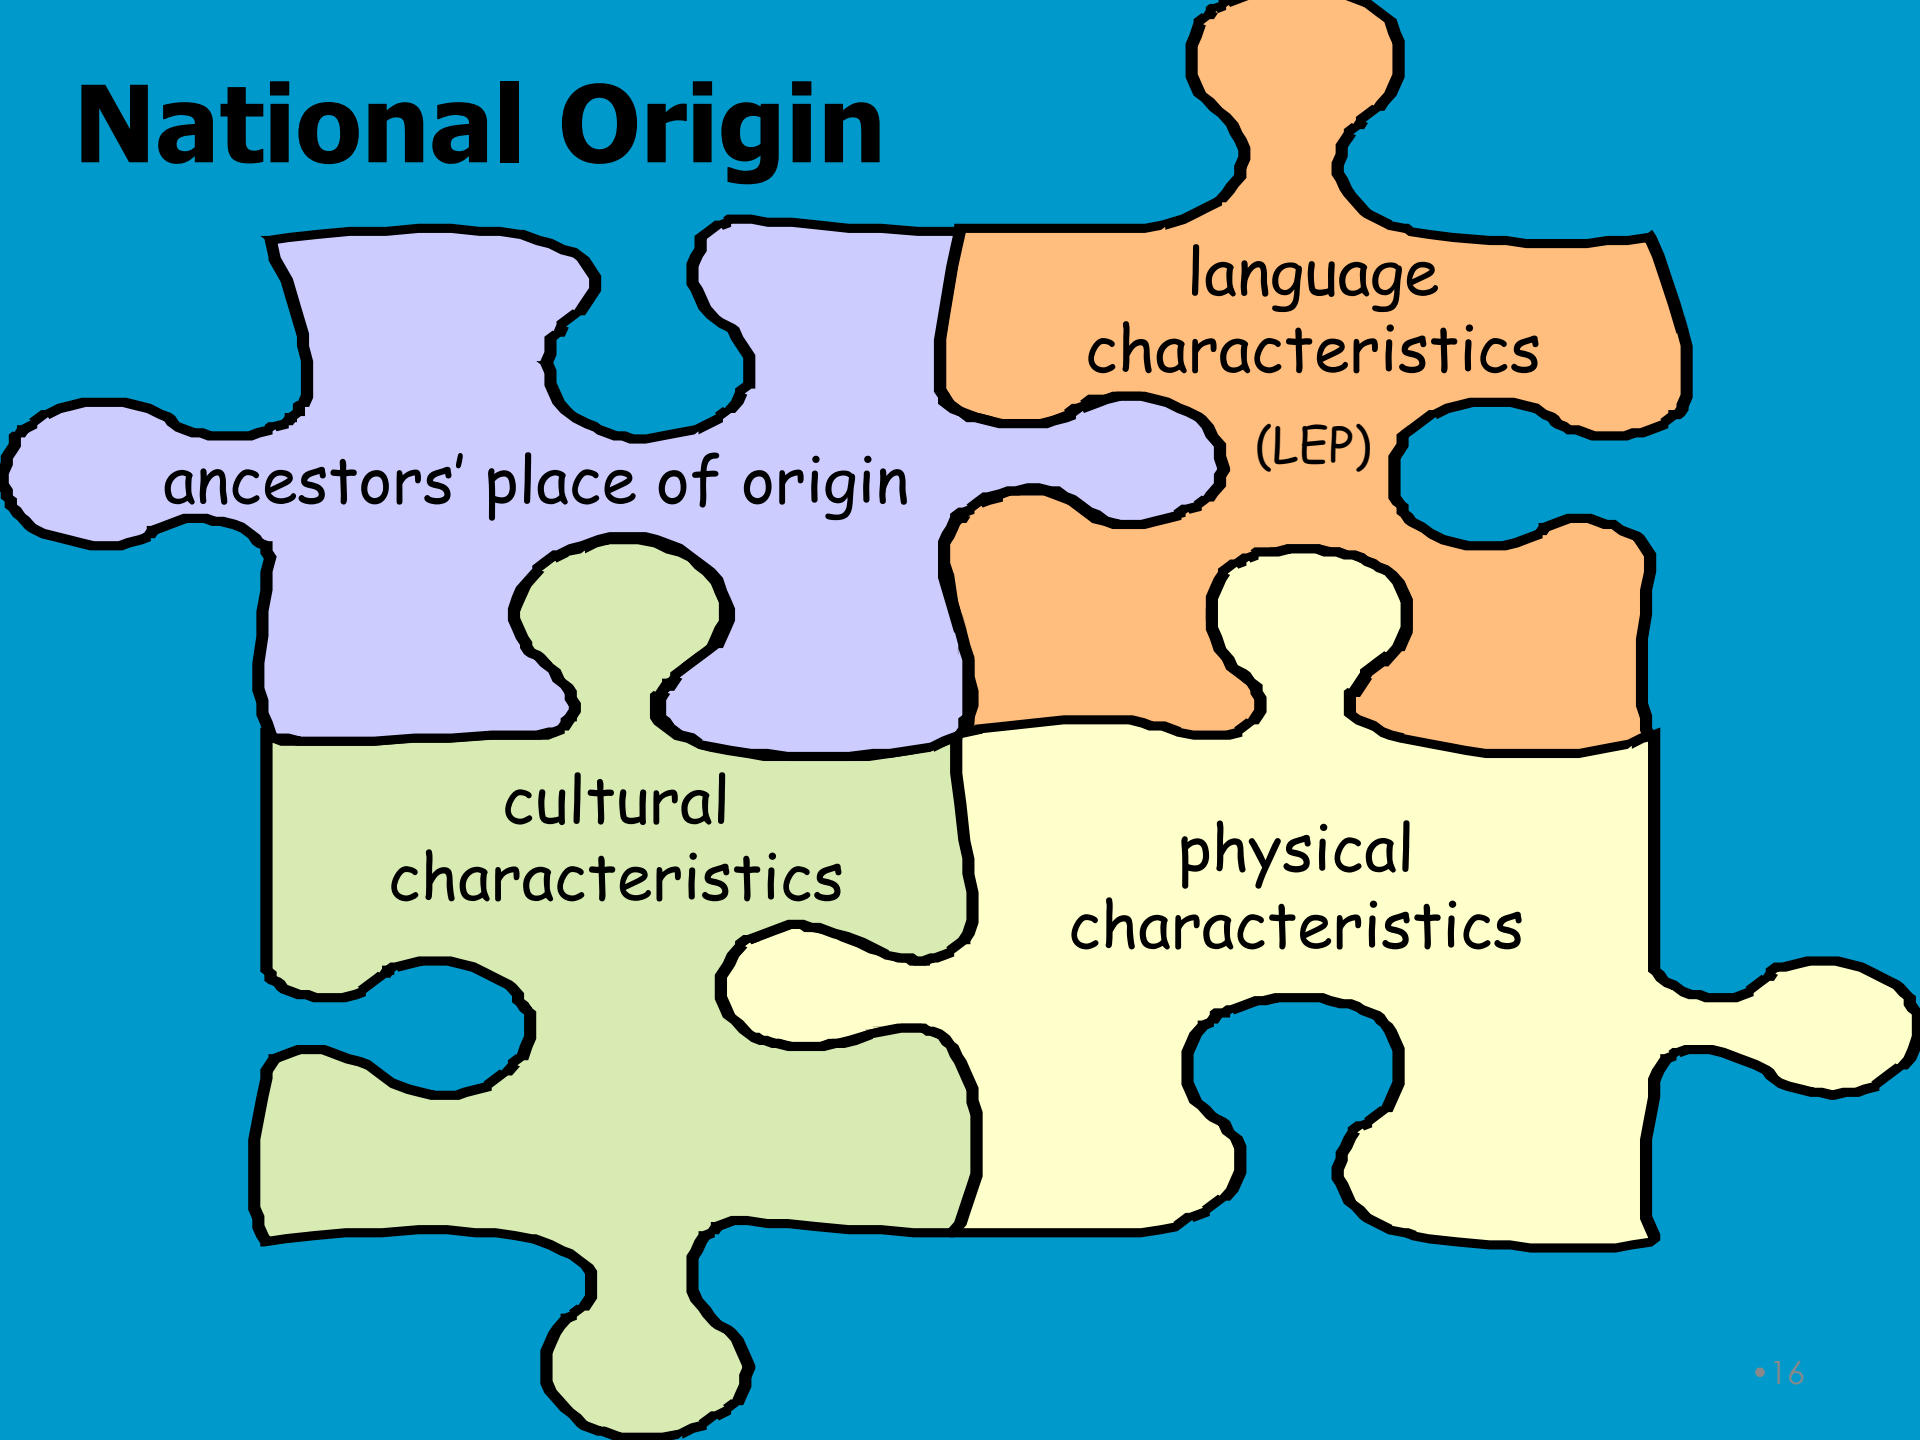 National Origin
language
characteristics
(LEP)
ancestors’ place of origin
cultural
characteristics
physical
characteristics
•16